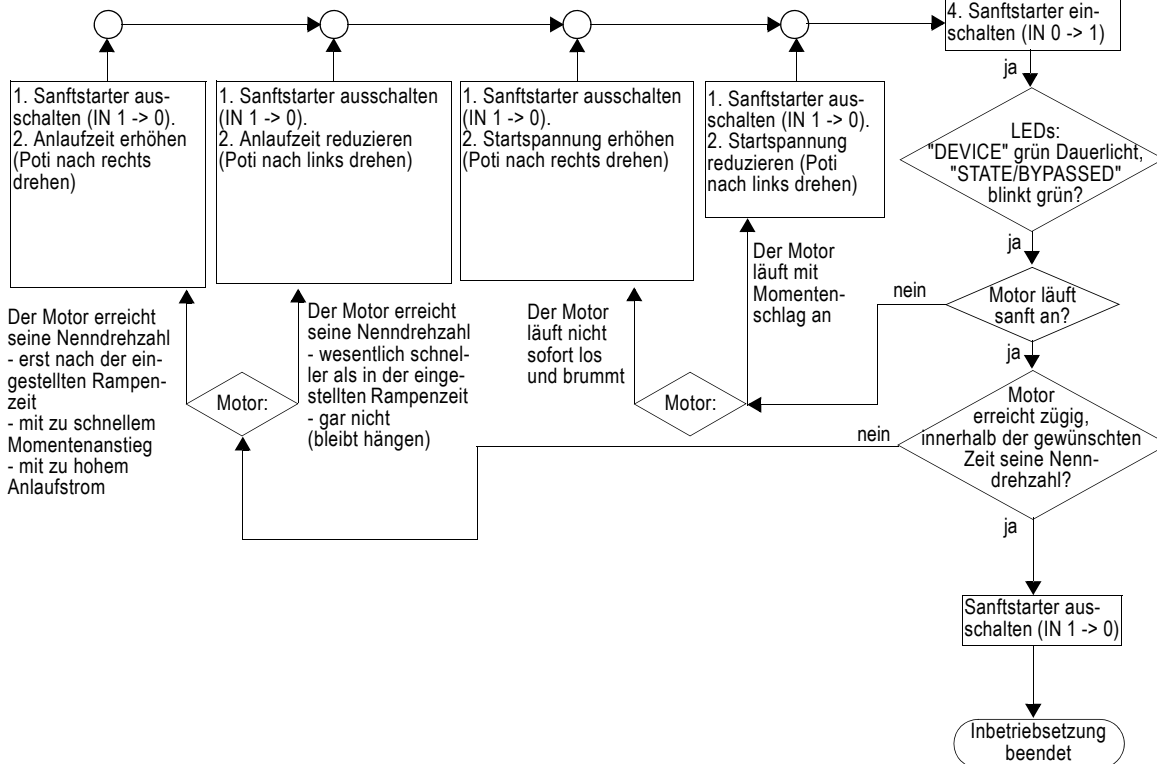 4. Sanftstarter ein-
schalten (IN 0 -> 1)
ja
1. Sanftstarter aus-
schalten (IN 1 -> 0).
2. Anlaufzeit erhöhen
(Poti nach rechts
drehen)
1. Sanftstarter ausschalten
(IN 1 -> 0).
2. Anlaufzeit reduzieren
(Poti nach links drehen)
1. Sanftstarter ausschalten
(IN 1 -> 0).
2. Startspannung erhöhen
(Poti nach rechts drehen)
1. Sanftstarter aus-
schalten (IN 1 -> 0).
2. Startspannung
reduzieren (Poti
nach links drehen)
LEDs:
"DEVICE" grün Dauerlicht,
"STATE/BYPASSED"
blinkt grün?
ja
Der Motor erreicht
seine Nenndrehzahl
- erst nach der ein-
gestellten Rampen-
zeit
- mit zu schnellem
Momentenanstieg
- mit zu hohem
Anlaufstrom
Motor:
Der Motor erreicht
seine Nenndrehzahl
- wesentlich schnel-
ler als in der einge-
stellten Rampenzeit
- gar nicht
(bleibt hängen)
Der Motor
läuft nicht
sofort los
und brummt
Motor:
Der Motor
läuft mit
Momenten-
schlag an
nein
Motor läuft
sanft an?
ja
nein
Motor
erreicht zügig,
innerhalb der gewünschten
Zeit seine Nenn-
drehzahl?
ja
Sanftstarter aus-
schalten (IN 1 -> 0)
Inbetriebsetzung
beendet